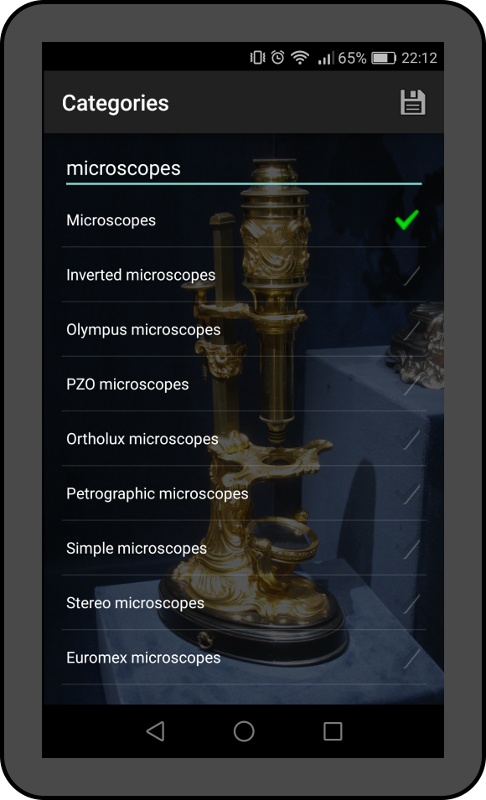 65% 22:12
Categories
microscopes
Microscopes
Inverted microscopes
Olympus microscopes
PZO microscopes
Ortholux microscopes
Petrographic microscopes
Simple microscopes
Stereo microscopes
Euromex microscopes